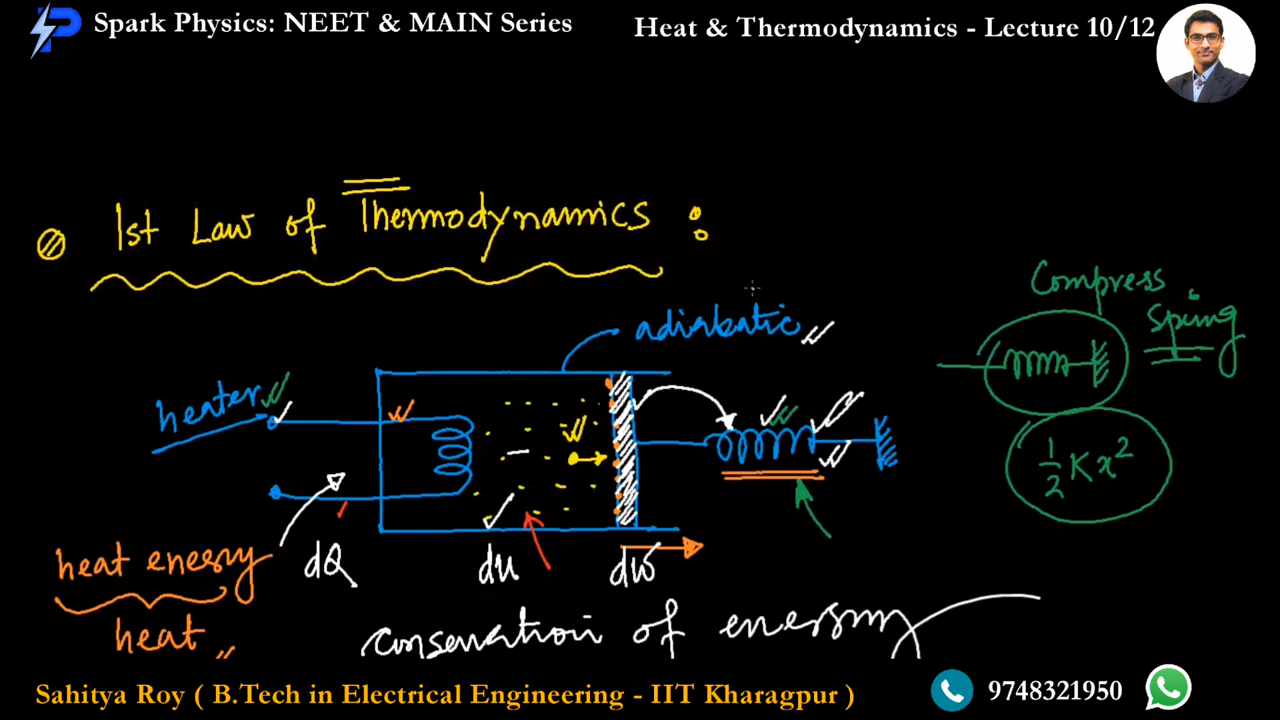 Spark Physics: NEET & MAIN Series
Heat & Thermodynamics - Lecture 10/12
1st Law of Thermodynamics :
Compress
Spring
adiabatic
heater
1/2 Kx²
heat energy
dQ
du
dW
heat
conservation of energy
Sahitya Roy ( B.Tech in Electrical Engineering - IIT Kharagpur )
9748321950